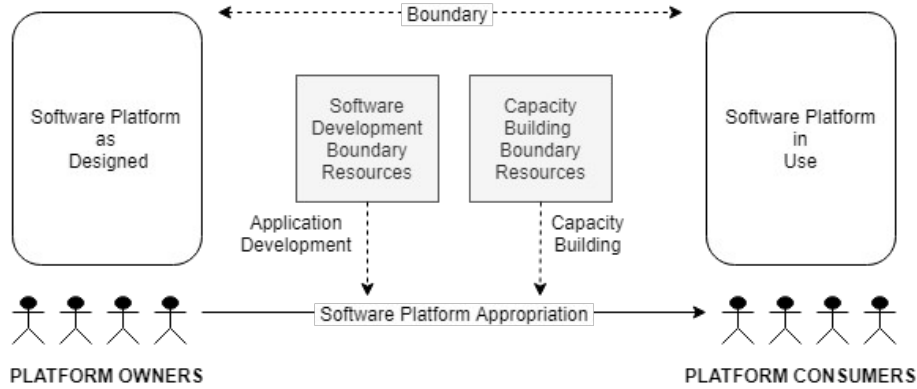 Boundary
Software Platform
as
Designed
Software
Development
Boundary
Resources
Capacity
Building
Boundary
Resources
Software Platform
in
Use
Application
Development
Capacity
Building
Software Platform Appropriation
PLATFORM OWNERS
PLATFORM CONSUMERS